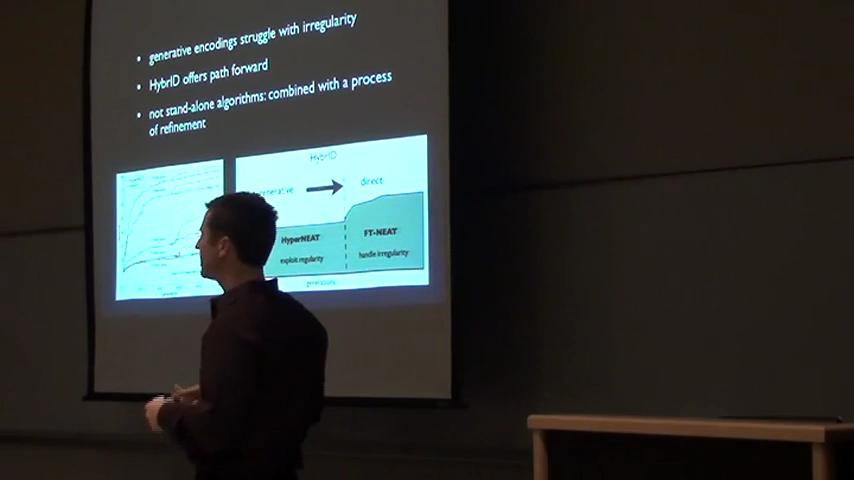 • generative encodings struggle with irregularity
• HybrID offers path forward
• not stand-alone algorithms: combined with a process
of refinement
HybrID
generative
direct
HyperNEAT
FT-NEAT
exploit regularity
handle irregularity
generations